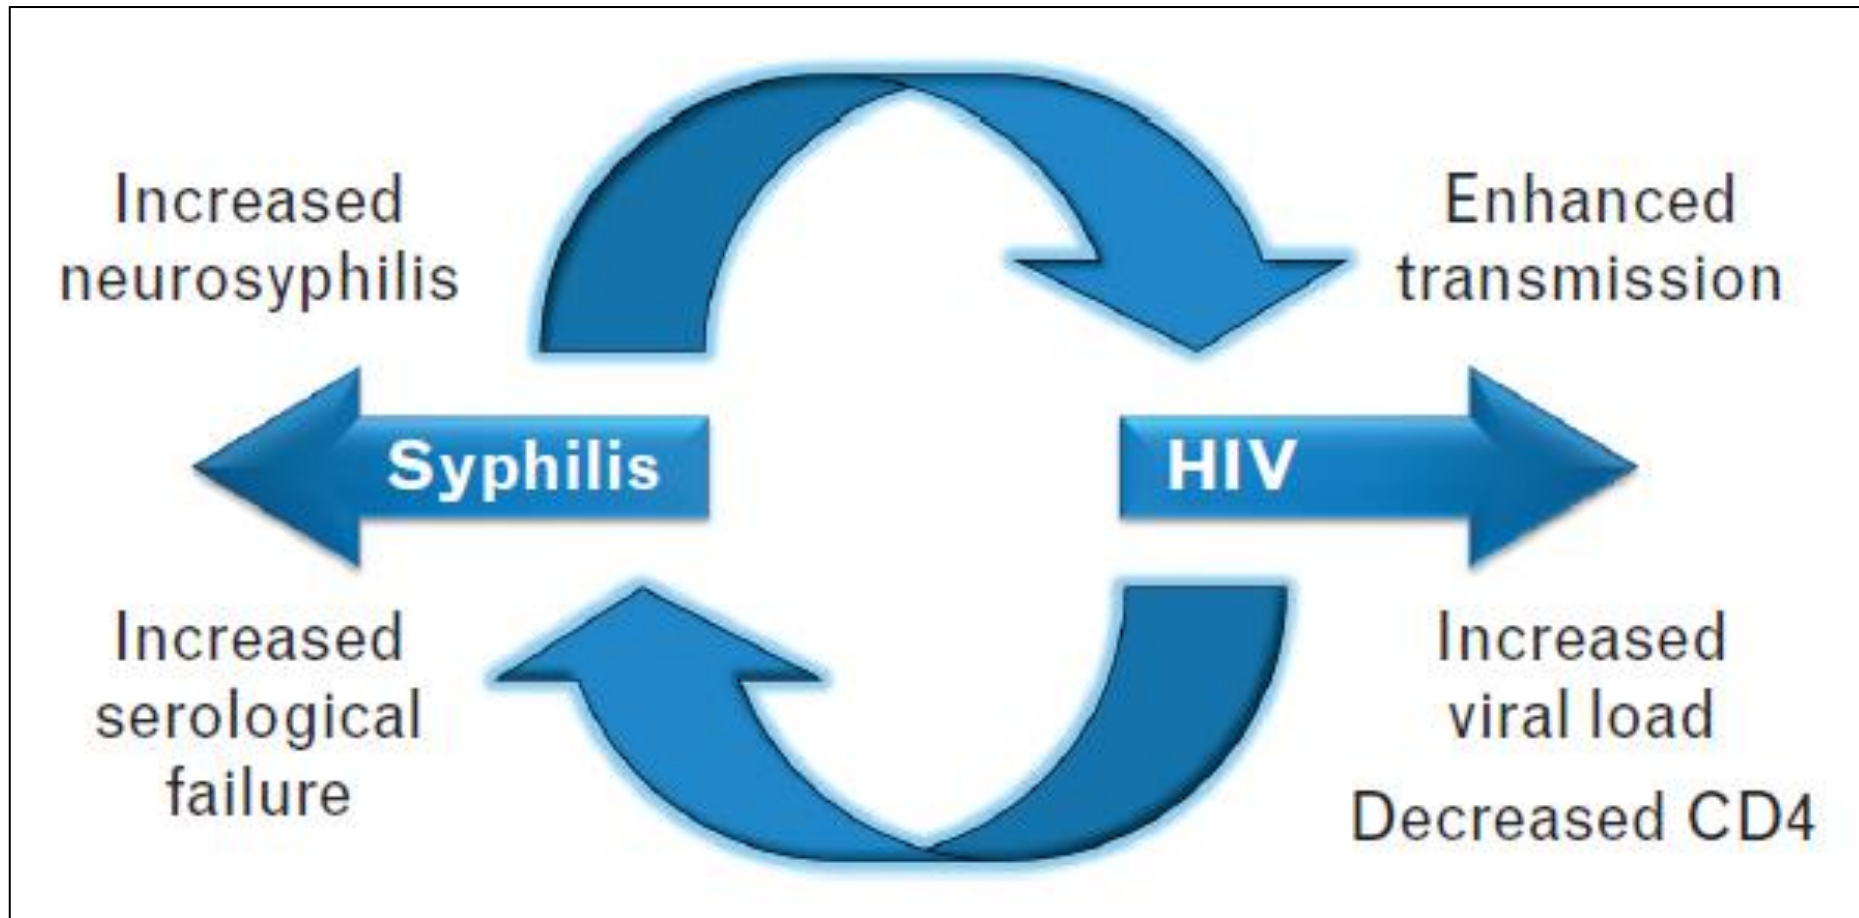 Increased
neurosyphilis
Enhanced
transmission
Syphilis
HIV
Increased
serological
failure
Increased
viral load
Decreased CD4